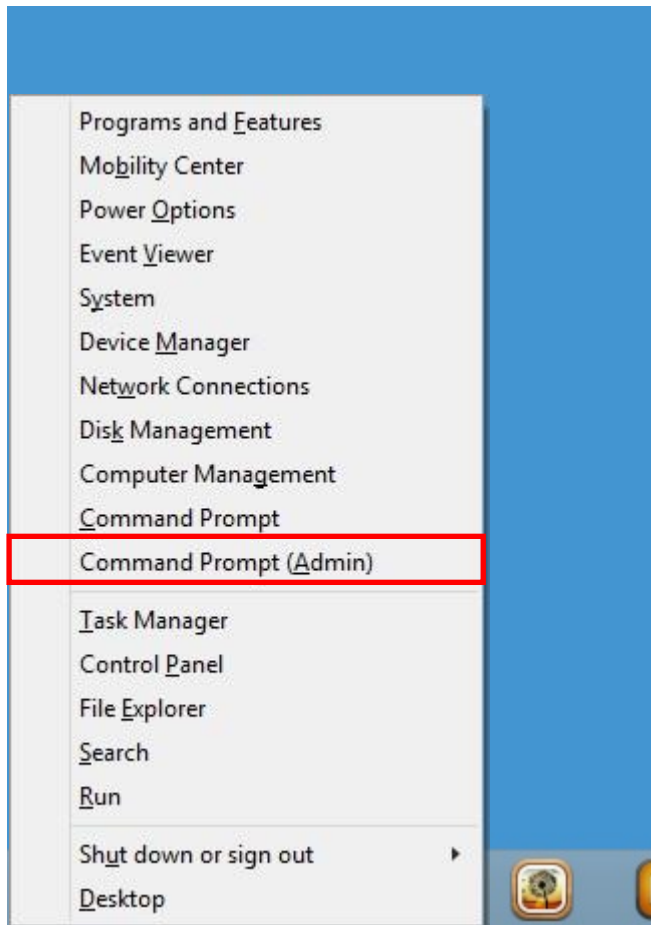 Programs and Features
Mobility Center
Power Options
Event Viewer
System
Device Manager
Network Connections
Disk Management
Computer Management
Command Prompt
Command Prompt (Admin)
Task Manager
Control Panel
File Explorer
Search
Run
Shut down or sign out
Desktop